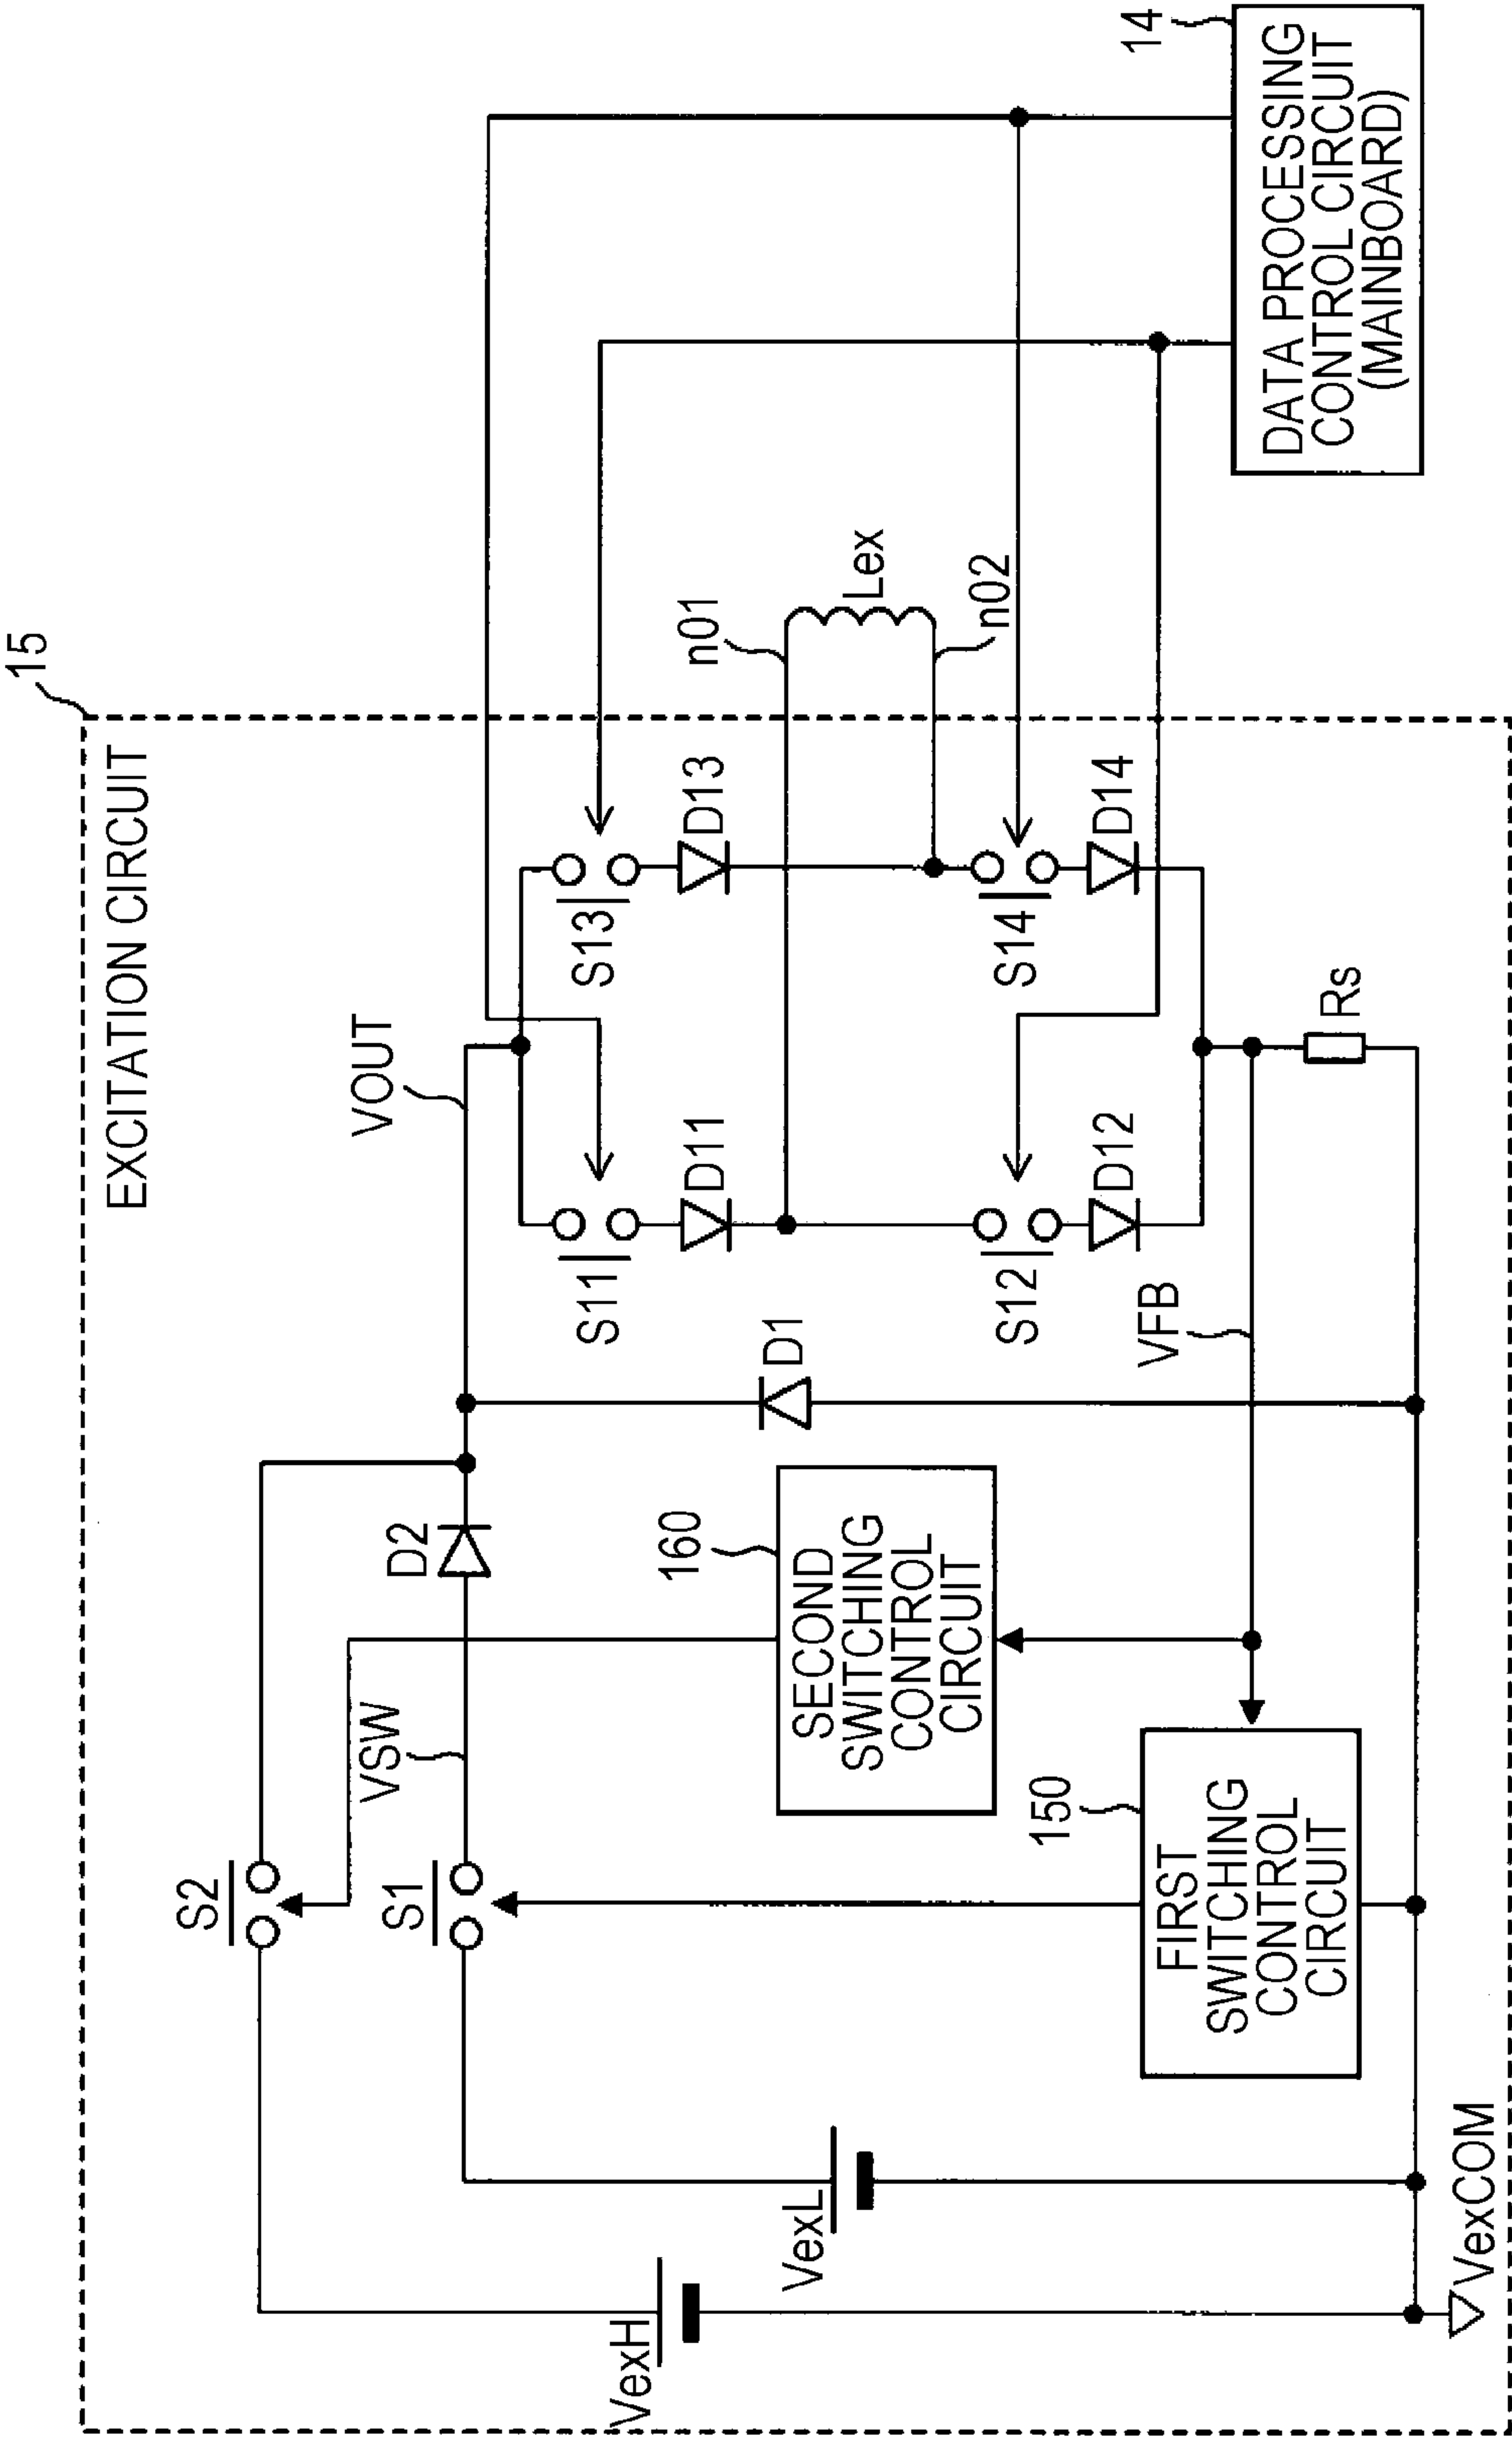 15
EXCITATION CIRCUIT
S2
VSW
D2
VOUT
S1
S11
S13
D11
D13
n01
Lex
n02
VexH
VexL
160
SECOND
SWITCHING
CONTROL
CIRCUIT
D1
S12
S14
D12
D14
150
FIRST
SWITCHING
CONTROL
CIRCUIT
VFB
Rs
VexCOM
14
DATA PROCESSING
CONTROL CIRCUIT
(MAINBOARD)